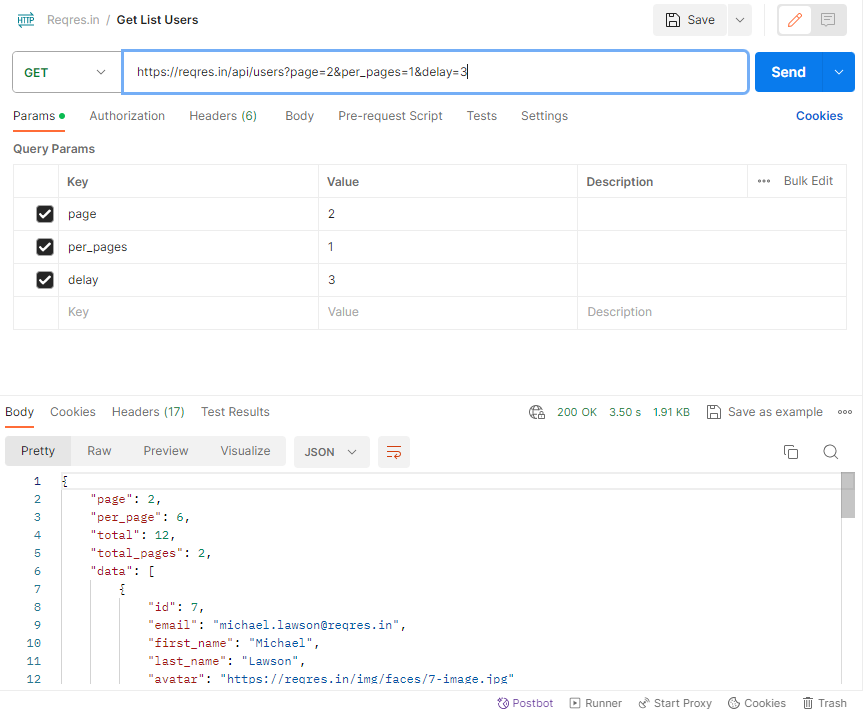 HTTP Reqres.in / Get List Users Save
GET https://reqres.in/api/users?page=2&per_pages=1&delay=3 Send
Params Authorization Headers (6) Body Pre-request Script Tests Settings Cookies
Query Params
Key Value Description Bulk Edit
page 2
per_pages 1
delay 3
Key Value Description
Body Cookies Headers (17) Test Results 200 OK 3.50 s 1.91 KB Save as example
Pretty Raw Preview Visualize JSON
1 {
2 "page": 2,
3 "per_page": 6,
4 "total": 12,
5 "total_pages": 2,
6 "data": [
7 {
8 "id": 7,
9 "email": "michael.lawson@reqres.in",
10 "first_name": "Michael",
11 "last_name": "Lawson",
12 "avatar": "https://reqres.in/img/faces/7-image.jpg"
Postbot Runner Start Proxy Cookies Trash